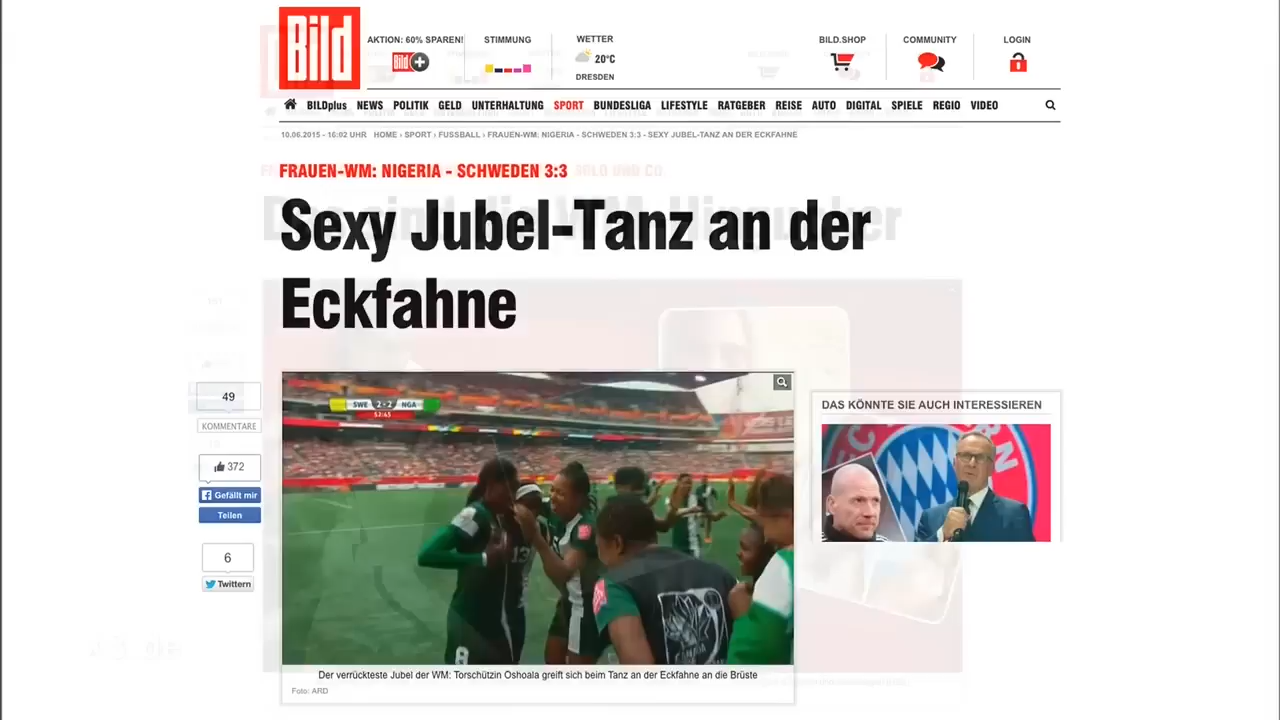 Bild
AKTION: 60% SPAREN!
Bild
STIMMUNG
WETTER
20°C
DRESDEN
BILD.SHOP
COMMUNITY
LOGIN
BILDplus NEWS POLITIK GELD UNTERHALTUNG SPORT BUNDESLIGA LIFESTYLE RATGEBER REISE AUTO DIGITAL SPIELE REGIO VIDEO
10.06.2015 - 16:02 UHR HOME › SPORT › FUSSBALL › FRAUEN-WM: NIGERIA - SCHWEDEN 3:3 - SEXY JUBEL-TANZ AN DER ECKFAHNE
FRAUEN-WM: NIGERIA - SCHWEDEN 3:3
Sexy Jubel-Tanz an der
Eckfahne
49
KOMMENTARE
372
Gefällt mir
Teilen
6
Twittern
SWE 2-2 NGA
13
8
DAS KÖNNTE SIE AUCH INTERESSIEREN
Der verrückteste Jubel der WM: Torschützin Oshoala greift sich beim Tanz an der Eckfahne an die Brüste
Foto: ARD